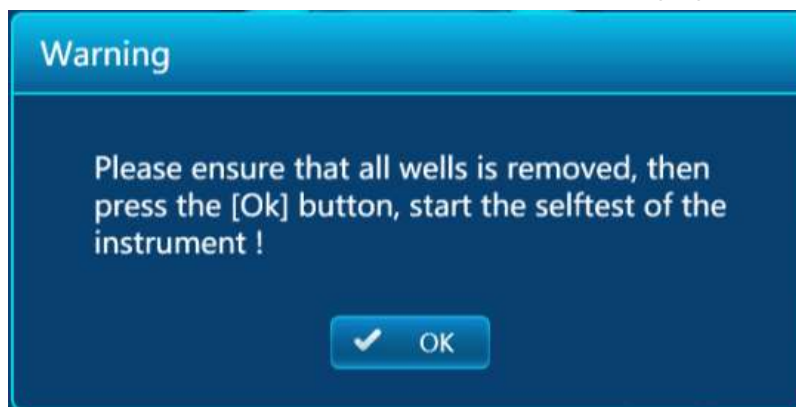 Warning
Please ensure that all wells is removed, then
press the [Ok] button, start the selftest of the
instrument !
OK